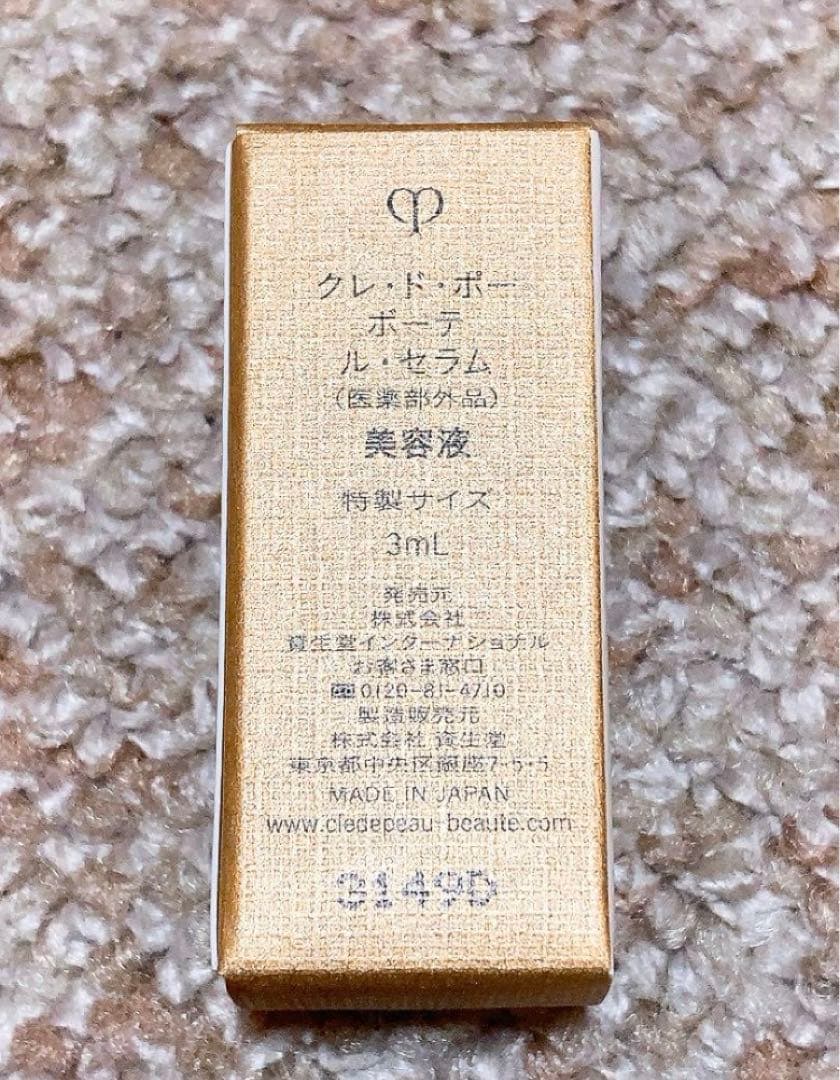 クレ・ド・ポー
ボーテ
ル・セラム
（医薬部外品）
美容液
特製サイズ
3mL
発売元
株式会社
資生堂インターナショナル
お客さま窓口
0120-81-4710
製造販売元
株式会社 資生堂
東京都中央区銀座7-5-5
MADE IN JAPAN
www.cledepeau-beaute.com